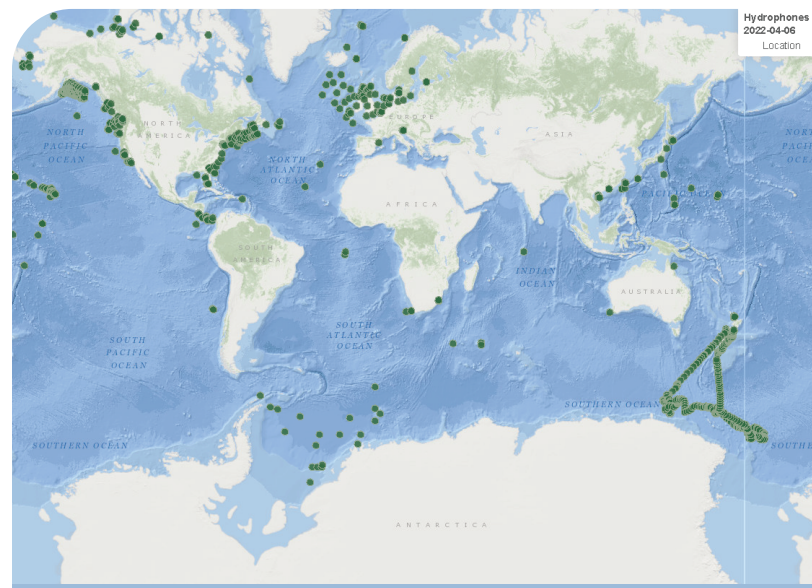 Hydrophones
2022-04-06
Location
NORTH
PACIFIC
OCEAN
NORTH
AMERICA
NORTH
ATLANTIC
OCEAN
EUROPE
ASIA
AFRICA
SOUTH
AMERICA
INDIAN
OCEAN
AUSTRALIA
SOUTH
PACIFIC
OCEAN
SOUTH
ATLANTIC
OCEAN
SOUTHERN OCEAN
SOUTHERN OCEAN
ANTARCTICA